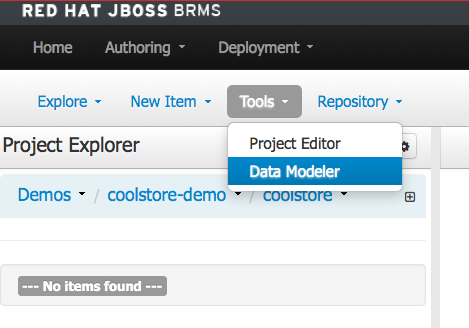 RED HAT JBOSS BRMS
Home Authoring Deployment
Explore New Item Tools Repository
Project Editor
Project Explorer
Data Modeler
Demos / coolstore-demo / coolstore
--- No items found ---